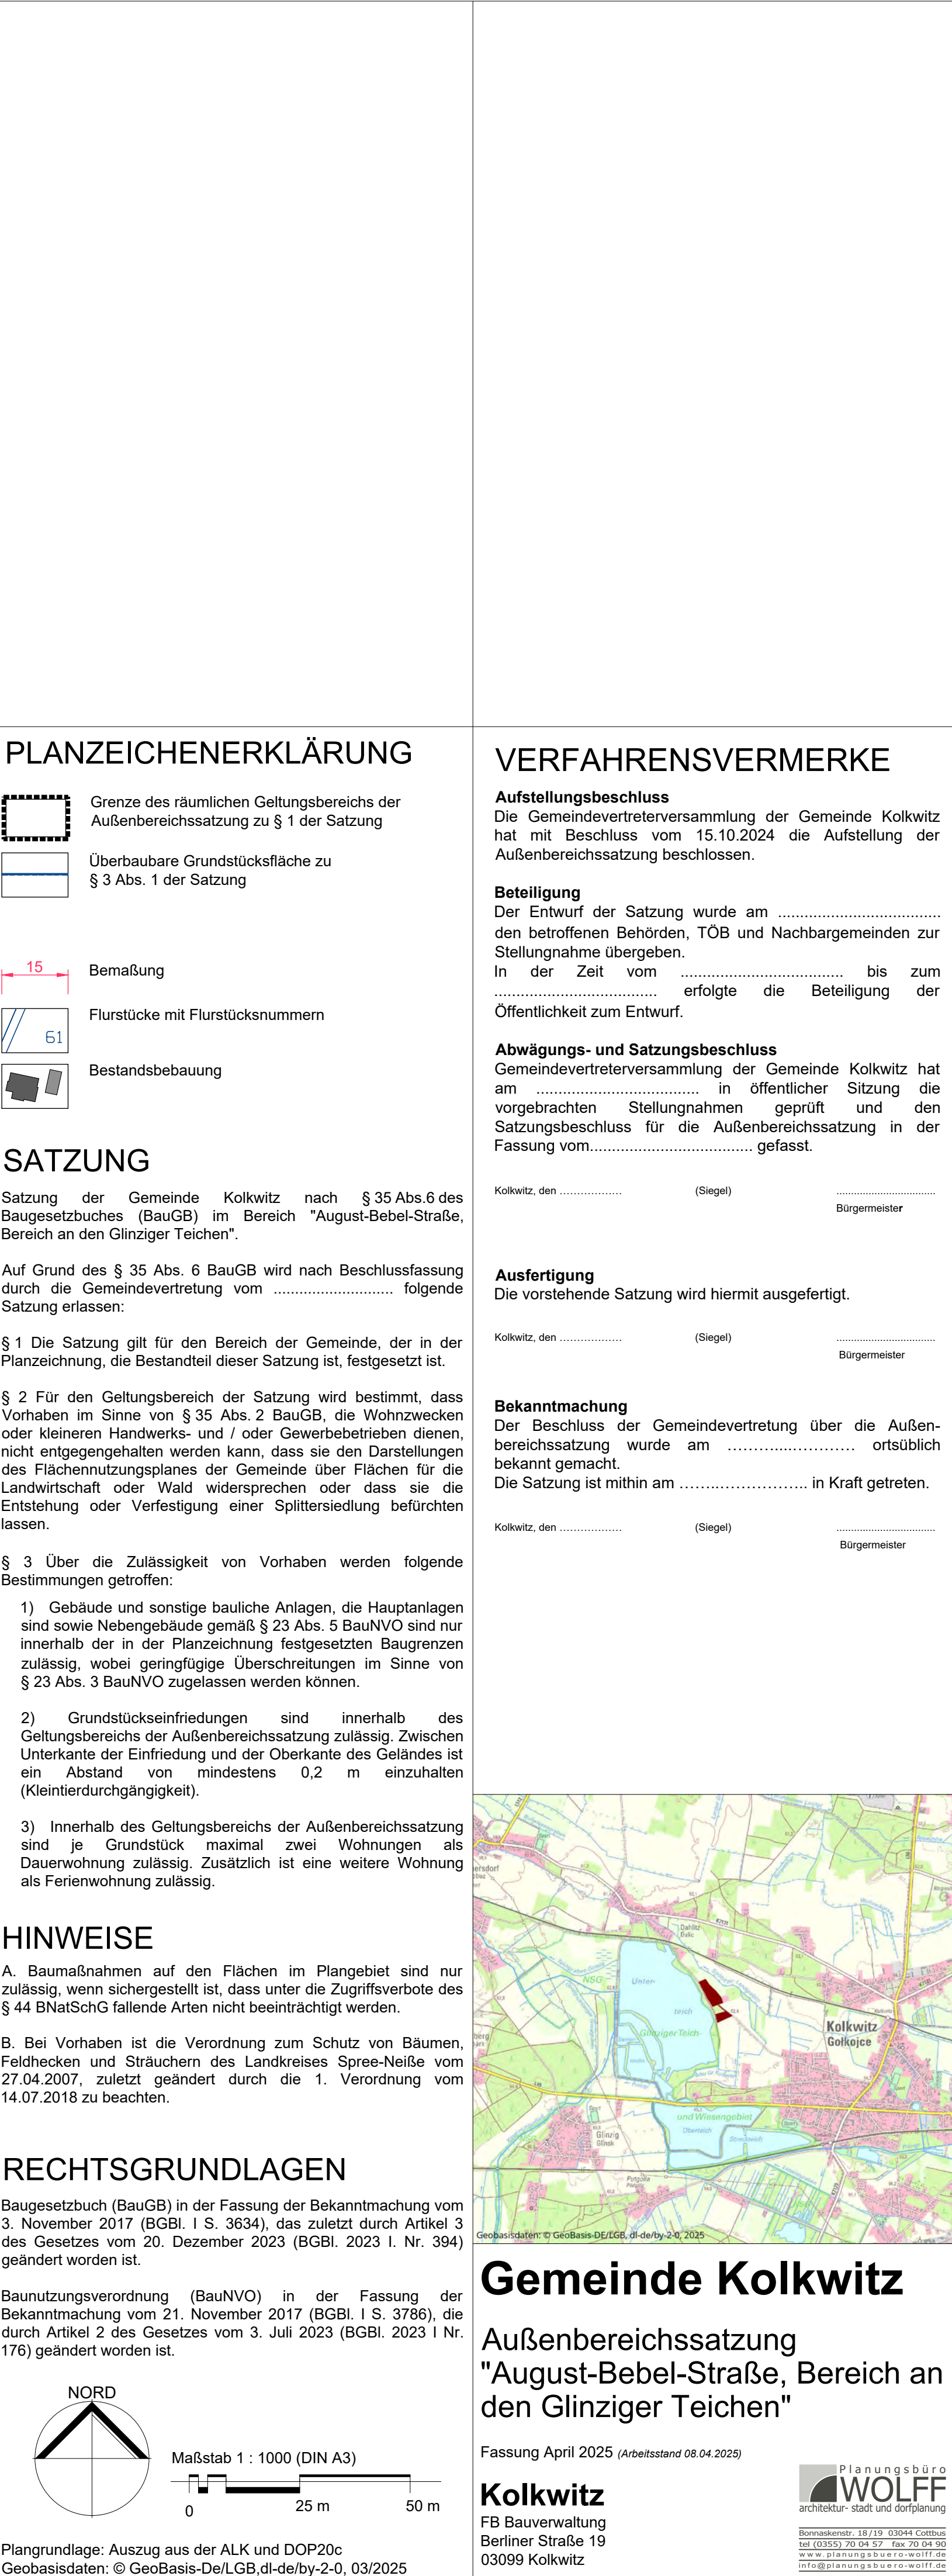 PLANZEICHENERKLÄRUNG
Grenze des räumlichen Geltungsbereichs der
Außenbereichssatzung zu § 1 der Satzung
Überbaubare Grundstücksfläche zu
§ 3 Abs. 1 der Satzung
15
Bemaßung
Flurstücke mit Flurstücksnummern
61
Bestandsbebauung
SATZUNG
Satzung der Gemeinde Kolkwitz nach § 35 Abs.6 des
Baugesetzbuches (BauGB) im Bereich "August-Bebel-Straße,
Bereich an den Glinziger Teichen".
Auf Grund des § 35 Abs. 6 BauGB wird nach Beschlussfassung
durch die Gemeindevertretung vom ............................ folgende
Satzung erlassen:
§ 1 Die Satzung gilt für den Bereich der Gemeinde, der in der
Planzeichnung, die Bestandteil dieser Satzung ist, festgesetzt ist.
§ 2 Für den Geltungsbereich der Satzung wird bestimmt, dass
Vorhaben im Sinne von § 35 Abs. 2 BauGB, die Wohnzwecken
oder kleineren Handwerks- und / oder Gewerbebetrieben dienen,
nicht entgegengehalten werden kann, dass sie den Darstellungen
des Flächennutzungsplanes der Gemeinde über Flächen für die
Landwirtschaft oder Wald widersprechen oder dass sie die
Entstehung oder Verfestigung einer Splittersiedlung befürchten
lassen.
§ 3 Über die Zulässigkeit von Vorhaben werden folgende
Bestimmungen getroffen:
1) Gebäude und sonstige bauliche Anlagen, die Hauptanlagen
sind sowie Nebengebäude gemäß § 23 Abs. 5 BauNVO sind nur
innerhalb der in der Planzeichnung festgesetzten Baugrenzen
zulässig, wobei geringfügige Überschreitungen im Sinne von
§ 23 Abs. 3 BauNVO zugelassen werden können.
2) Grundstückseinfriedungen sind innerhalb des
Geltungsbereichs der Außenbereichssatzung zulässig. Zwischen
Unterkante der Einfriedung und der Oberkante des Geländes ist
ein Abstand von mindestens 0,2 m einzuhalten
(Kleintierdurchgängigkeit).
3) Innerhalb des Geltungsbereichs der Außenbereichssatzung
sind je Grundstück maximal zwei Wohnungen als
Dauerwohnung zulässig. Zusätzlich ist eine weitere Wohnung
als Ferienwohnung zulässig.
HINWEISE
A. Baumaßnahmen auf den Flächen im Plangebiet sind nur
zulässig, wenn sichergestellt ist, dass unter die Zugriffsverbote des
§ 44 BNatSchG fallende Arten nicht beeinträchtigt werden.
B. Bei Vorhaben ist die Verordnung zum Schutz von Bäumen,
Feldhecken und Sträuchern des Landkreises Spree-Neiße vom
27.04.2007, zuletzt geändert durch die 1. Verordnung vom
14.07.2018 zu beachten.
RECHTSGRUNDLAGEN
Baugesetzbuch (BauGB) in der Fassung der Bekanntmachung vom
3. November 2017 (BGBl. I S. 3634), das zuletzt durch Artikel 3
des Gesetzes vom 20. Dezember 2023 (BGBl. 2023 I. Nr. 394)
geändert worden ist.
Baunutzungsverordnung (BauNVO) in der Fassung der
Bekanntmachung vom 21. November 2017 (BGBl. I S. 3786), die
durch Artikel 2 des Gesetzes vom 3. Juli 2023 (BGBl. 2023 I Nr.
176) geändert worden ist.
NORD
Maßstab 1 : 1000 (DIN A3)
0 25 m 50 m
Plangrundlage: Auszug aus der ALK und DOP20c
Geobasisdaten: © GeoBasis-De/LGB,dl-de/by-2-0, 03/2025
VERFAHRENSVERMERKE
Aufstellungsbeschluss
Die Gemeindevertreterversammlung der Gemeinde Kolkwitz
hat mit Beschluss vom 15.10.2024 die Aufstellung der
Außenbereichssatzung beschlossen.
Beteiligung
Der Entwurf der Satzung wurde am .....................................
den betroffenen Behörden, TÖB und Nachbargemeinden zur
Stellungnahme übergeben.
In der Zeit vom ..................................... bis zum
..................................... erfolgte die Beteiligung der
Öffentlichkeit zum Entwurf.
Abwägungs- und Satzungsbeschluss
Gemeindevertreterversammlung der Gemeinde Kolkwitz hat
am ..................................... in öffentlicher Sitzung die
vorgebrachten Stellungnahmen geprüft und den
Satzungsbeschluss für die Außenbereichssatzung in der
Fassung vom..................................... gefasst.
Kolkwitz, den ……………… (Siegel) ..................................
Bürgermeister
Ausfertigung
Die vorstehende Satzung wird hiermit ausgefertigt.
Kolkwitz, den ……………… (Siegel) ..................................
Bürgermeister
Bekanntmachung
Der Beschluss der Gemeindevertretung über die Außen-
bereichssatzung wurde am ………....………… ortsüblich
bekannt gemacht.
Die Satzung ist mithin am ……..…………….. in Kraft getreten.
Kolkwitz, den ……………… (Siegel) ..................................
Bürgermeister
Dahlitz
Dalic
NSG
Unter-
teich
Glinziger Teich-
Kolkwitz
Gołkojce
und Wiesengebiet
Oberteich
Glinzig
Glinsk
Geobasisdaten: © GeoBasis-DE/LGB, dl-de/by-2-0, 2025
Gemeinde Kolkwitz
Außenbereichssatzung
"August-Bebel-Straße, Bereich an
den Glinziger Teichen"
Fassung April 2025 (Arbeitsstand 08.04.2025)
Kolkwitz
FB Bauverwaltung
Berliner Straße 19
03099 Kolkwitz
Planungsbüro
WOLFF
architektur- stadt und dorfplanung
Bonnaskenstr. 18/19 03044 Cottbus
tel (0355) 70 04 57 fax 70 04 90
www.planungsbuero-wolff.de
info@planungsbuero-wolff.de